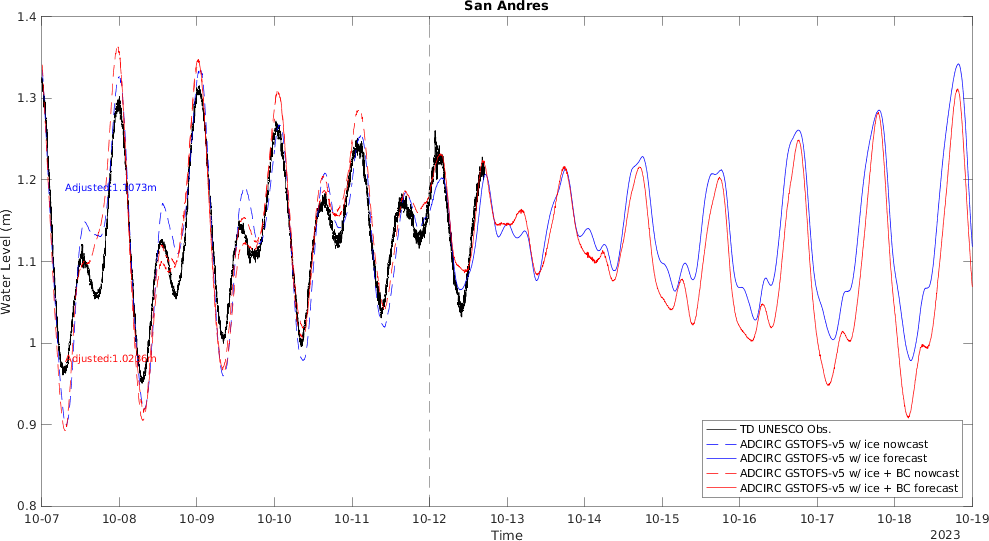 San Andres
Water Level (m)
1.4
1.3
1.2
1.1
1
0.9
0.8
Adjusted:1.1073m
Adjusted:1.0236m
TD UNESCO Obs.
ADCIRC GSTOFS-v5 w/ ice nowcast
ADCIRC GSTOFS-v5 w/ ice forecast
ADCIRC GSTOFS-v5 w/ ice + BC nowcast
ADCIRC GSTOFS-v5 w/ ice + BC forecast
10-07 10-08 10-09 10-10 10-11 10-12 10-13 10-14 10-15 10-16 10-17 10-18 10-19
Time
2023